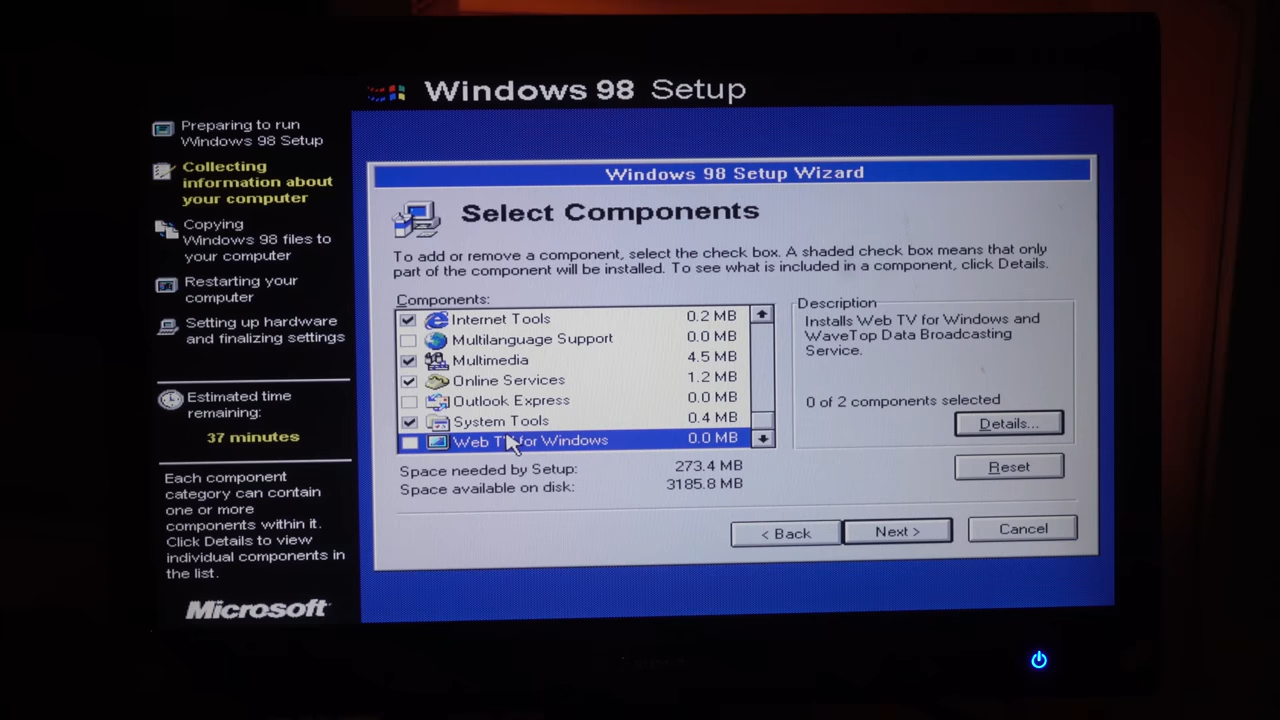 Windows 98 Setup
Preparing to run
Windows 98 Setup
Collecting
information about
your computer
Copying
Windows 98 files to
your computer
Restarting your
computer
Setting up hardware
and finalizing settings
Estimated time
remaining:
37 minutes
Each component
category can contain
one or more
components within it.
Click Details to view
individual components in
the list.
Microsoft
Windows 98 Setup Wizard
Select Components
To add or remove a component, select the check box. A shaded check box means that only
part of the component will be installed. To see what is included in a component, click Details.
Components:
Internet Tools 0.2 MB
Multilanguage Support 0.0 MB
Multimedia 4.5 MB
Online Services 1.2 MB
Outlook Express 0.0 MB
System Tools 0.4 MB
Web TV for Windows 0.0 MB
Space needed by Setup: 273.4 MB
Space available on disk: 3185.8 MB
Description
Installs Web TV for Windows and
WaveTop Data Broadcasting
Service.
0 of 2 components selected
Details...
Reset
< Back
Next >
Cancel